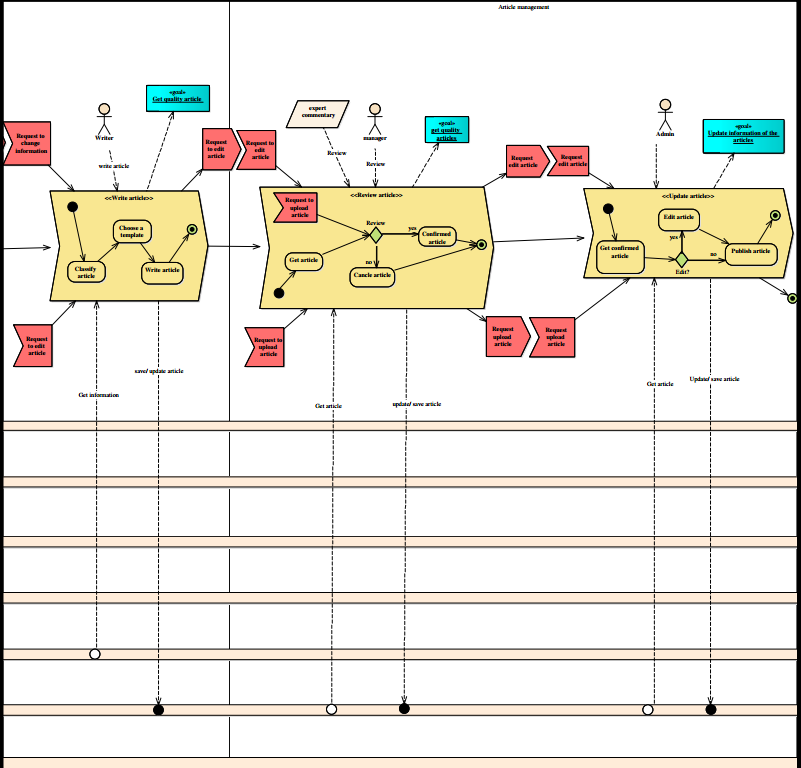 Article management
«goal»
Get quality article
Request to
change
information
Writer
write article
Request
to edit
article
Request to
edit
article
expert
commentary
manager
Review
Review
«goal»
get quality
articles
Request
edit article
Request
edit article
Admin
«goal»
Update information of the
articles
<<Write article>>
Choose a
template
Classify
article
Write article
<<Review article>>
Request to
upload
article
Review
yes
Confirmed
article
Get article
no
Cancle article
<<Update article>>
Edit article
Get confirmed
article
yes
no
Publish article
Edit?
Request
to edit
article
Request to
upload
article
Request
upload
article
Request
upload
article
save/ update article
Get information
Get article
update/ save article
Get article
Update/ save article